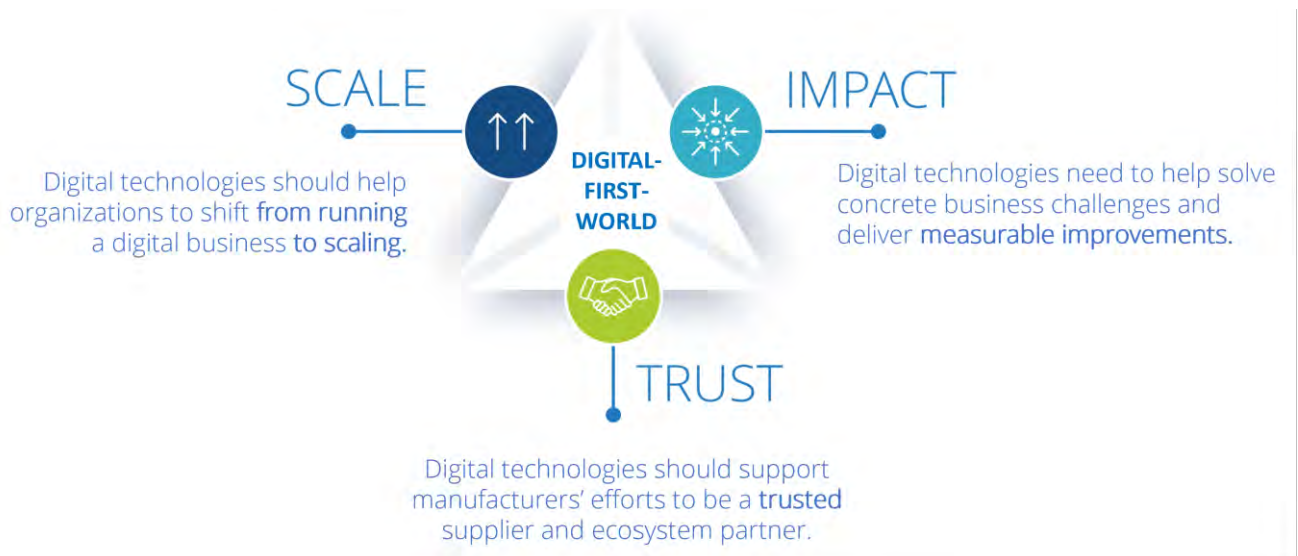 SCALE
Digital technologies should help
organizations to shift from running
a digital business to scaling.
DIGITAL-
FIRST-
WORLD
IMPACT
Digital technologies need to help solve
concrete business challenges and
deliver measurable improvements.
TRUST
Digital technologies should support
manufacturers’ efforts to be a trusted
supplier and ecosystem partner.